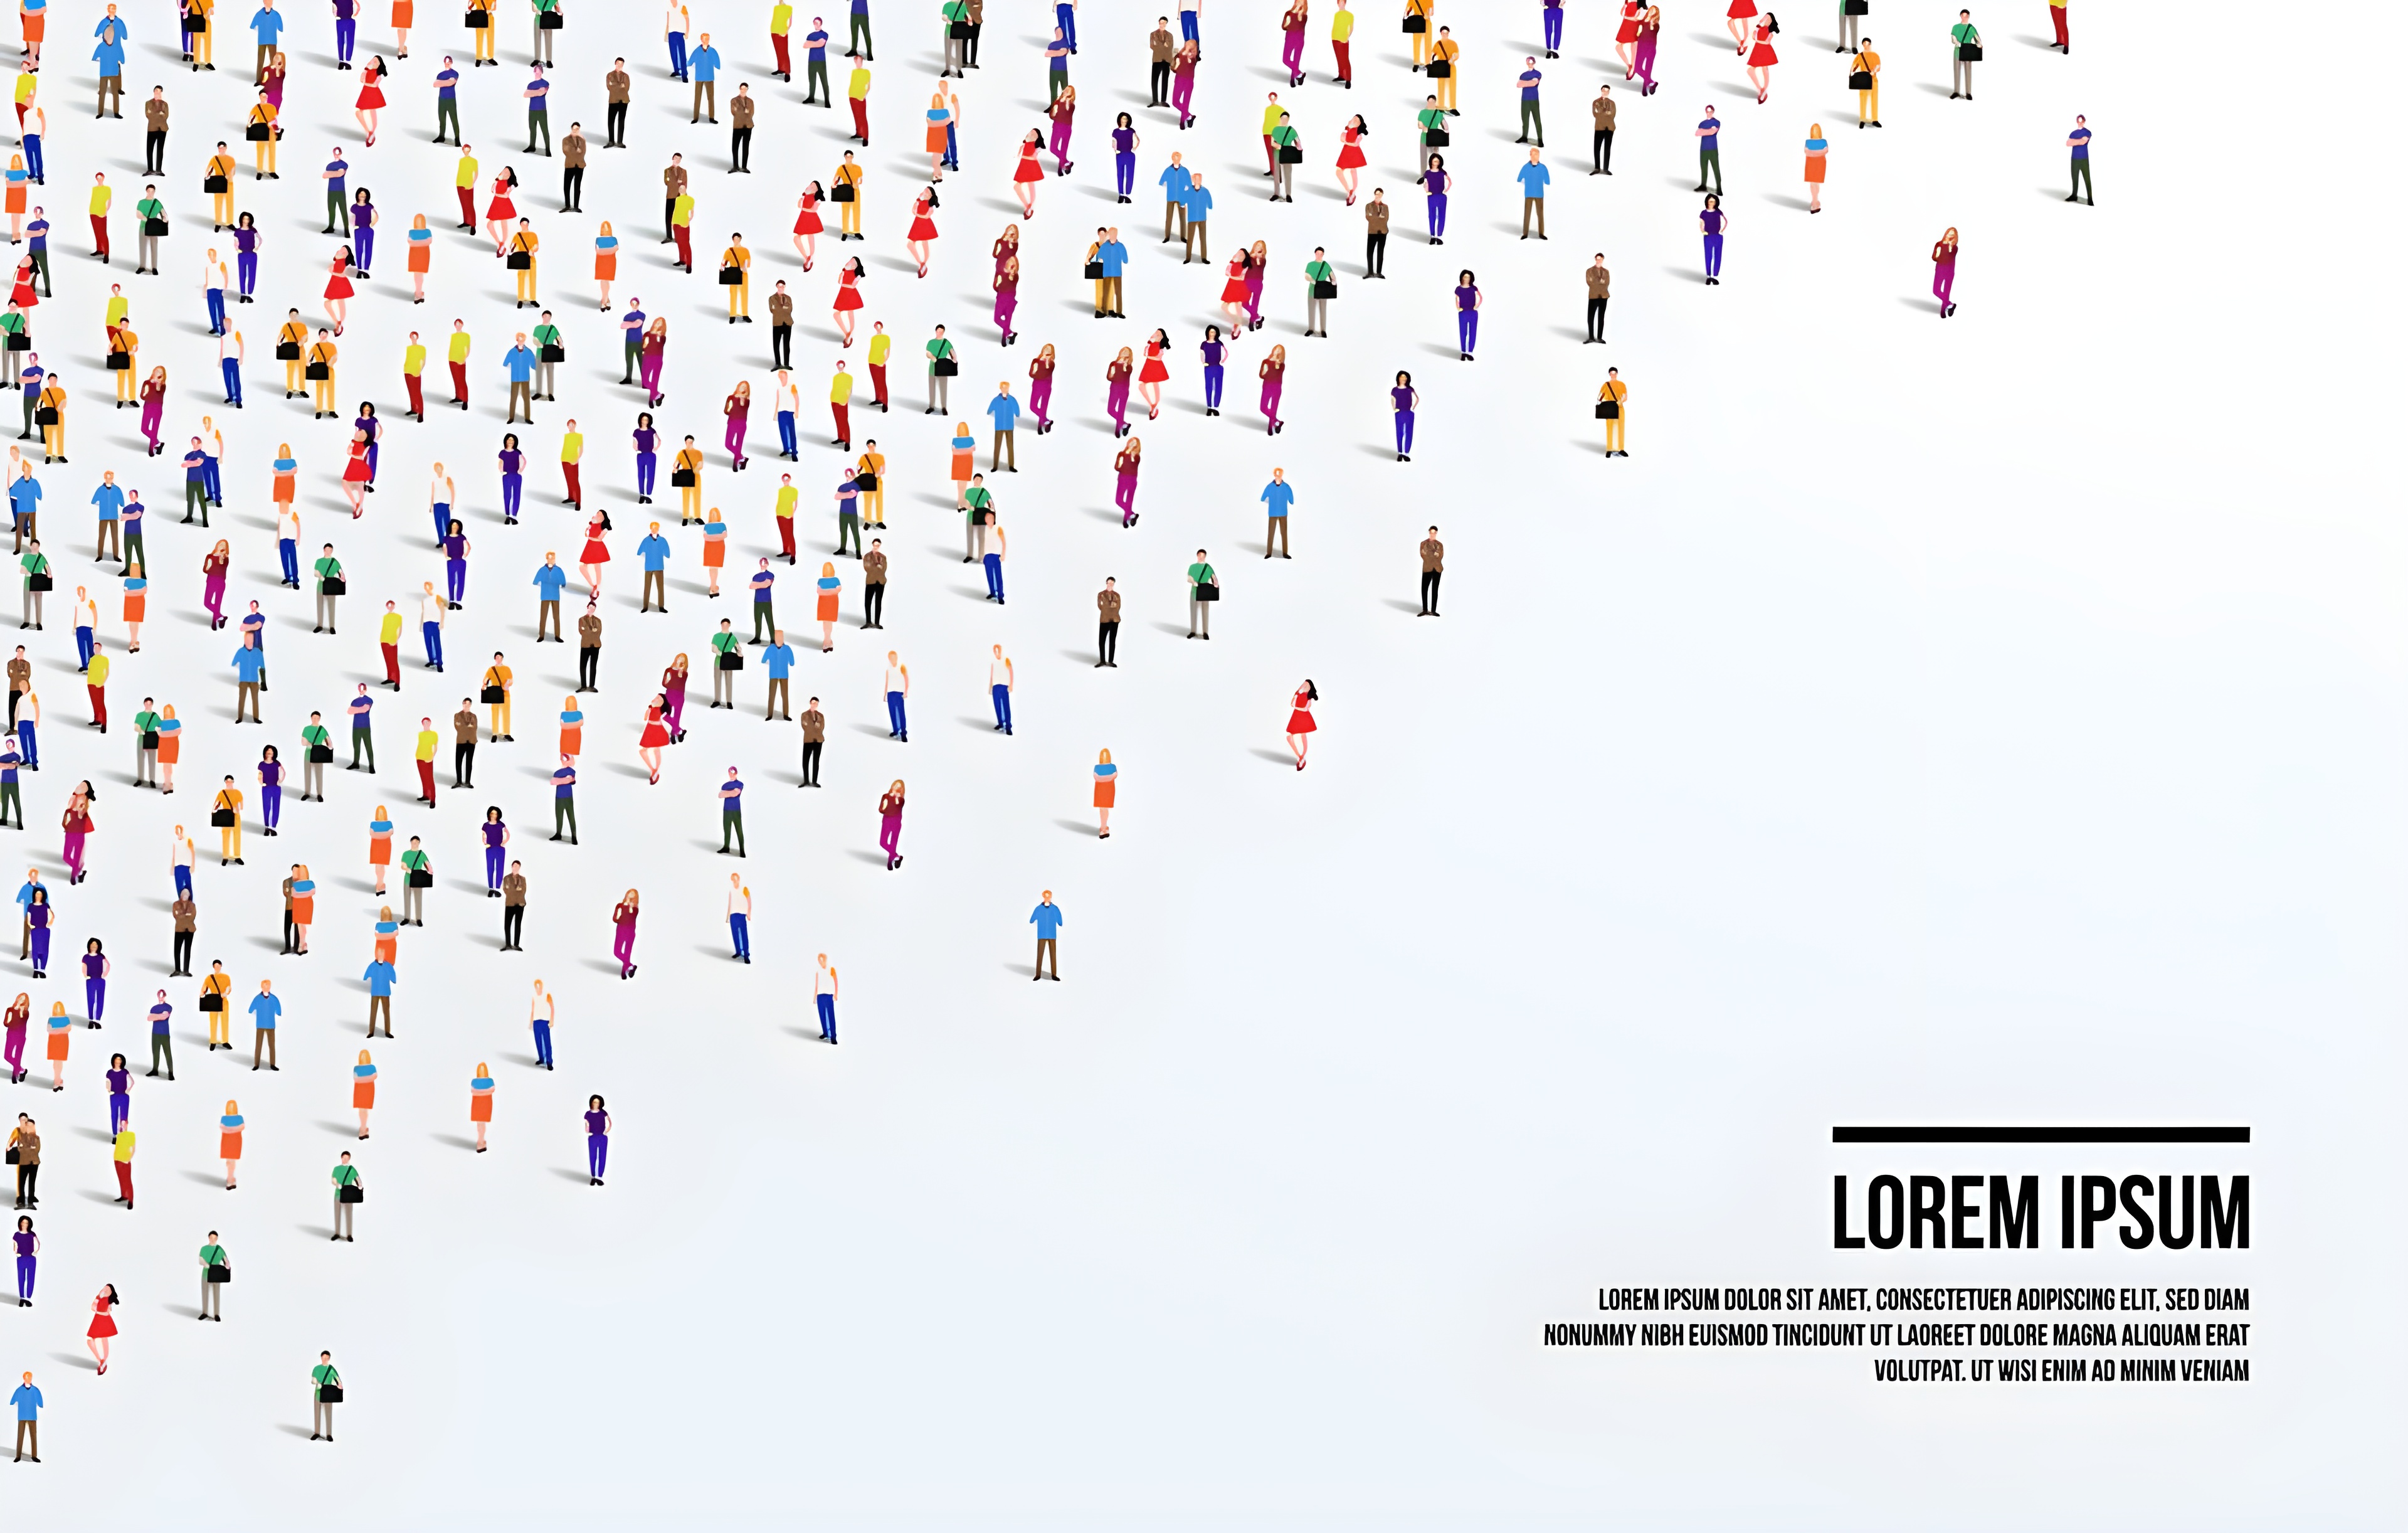 LOREM IPSUM
LOREM IPSUM DOLOR SIT AMET, CONSECTETUER ADIPISCING ELIT, SED DIAM
NONUMMY NIBH EUISMOD TINCIDUNT UT LAOREET DOLORE MAGNA ALIQUAM ERAT
VOLUTPAT. UT WISI ENIM AD MINIM VENIAM